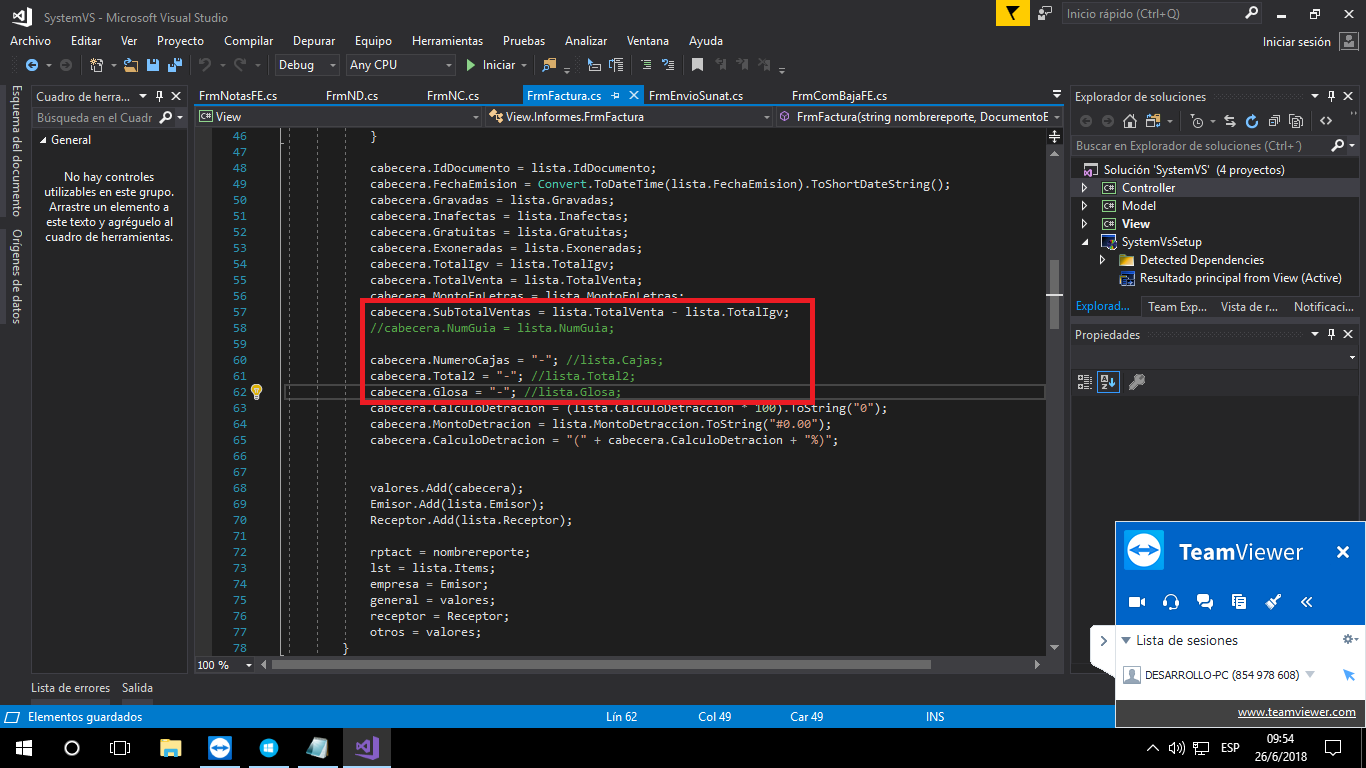 SystemVS - Microsoft Visual Studio
Inicio rápido (Ctrl+Q)
Archivo Editar Ver Proyecto Compilar Depurar Equipo Herramientas Pruebas Analizar Ventana Ayuda
Iniciar sesión
Debug Any CPU Iniciar
Esquema del documento
Orígenes de datos
Cuadro de herra...
Búsqueda en el Cuadr
General
No hay controles
utilizables en este grupo.
Arrastre un elemento a
este texto y agréguelo al
cuadro de herramientas.
FrmNotasFE.cs FrmND.cs FrmNC.cs FrmFactura.cs FrmEnvioSunat.cs FrmComBajaFE.cs
View View.Informes.FrmFactura FrmFactura(string nombrereporte, DocumentoE
46 }
47
48 cabecera.IdDocumento = lista.IdDocumento;
49 cabecera.FechaEmision = Convert.ToDateTime(lista.FechaEmision).ToShortDateString();
50 cabecera.Gravadas = lista.Gravadas;
51 cabecera.Inafectas = lista.Inafectas;
52 cabecera.Gratuitas = lista.Gratuitas;
53 cabecera.Exoneradas = lista.Exoneradas;
54 cabecera.TotalIgv = lista.TotalIgv;
55 cabecera.TotalVenta = lista.TotalVenta;
56 cabecera.MontoEnLetras = lista.MontoEnLetras;
57 cabecera.SubTotalVentas = lista.TotalVenta - lista.TotalIgv;
58 //cabecera.NumGuia = lista.NumGuia;
59
60 cabecera.NumeroCajas = "-"; //lista.Cajas;
61 cabecera.Total2 = "-"; //lista.Total2;
62 cabecera.Glosa = "-"; //lista.Glosa;
63 cabecera.CalculoDetracion = (lista.CalculoDetraccion * 100).ToString("0");
64 cabecera.MontoDetracion = lista.MontoDetraccion.ToString("#0.00");
65 cabecera.CalculoDetracion = "(" + cabecera.CalculoDetracion + "%)";
66
67
68 valores.Add(cabecera);
69 Emisor.Add(lista.Emisor);
70 Receptor.Add(lista.Receptor);
71
72 rptact = nombrereporte;
73 lst = lista.Items;
74 empresa = Emisor;
75 general = valores;
76 receptor = Receptor;
77 otros = valores;
78 }
100 %
Explorador de soluciones
Buscar en Explorador de soluciones (Ctrl+´)
Solución 'SystemVS' (4 proyectos)
Controller
Model
View
SystemVsSetup
Detected Dependencies
Resultado principal from View (Active)
Explorad... Team Exp... Vista de r... Notificaci...
Propiedades
TeamViewer
Lista de sesiones
DESARROLLO-PC (854 978 608)
www.teamviewer.com
Lista de errores Salida
Elementos guardados Lín 62 Col 49 Car 49 INS
ESP
09:54
26/6/2018